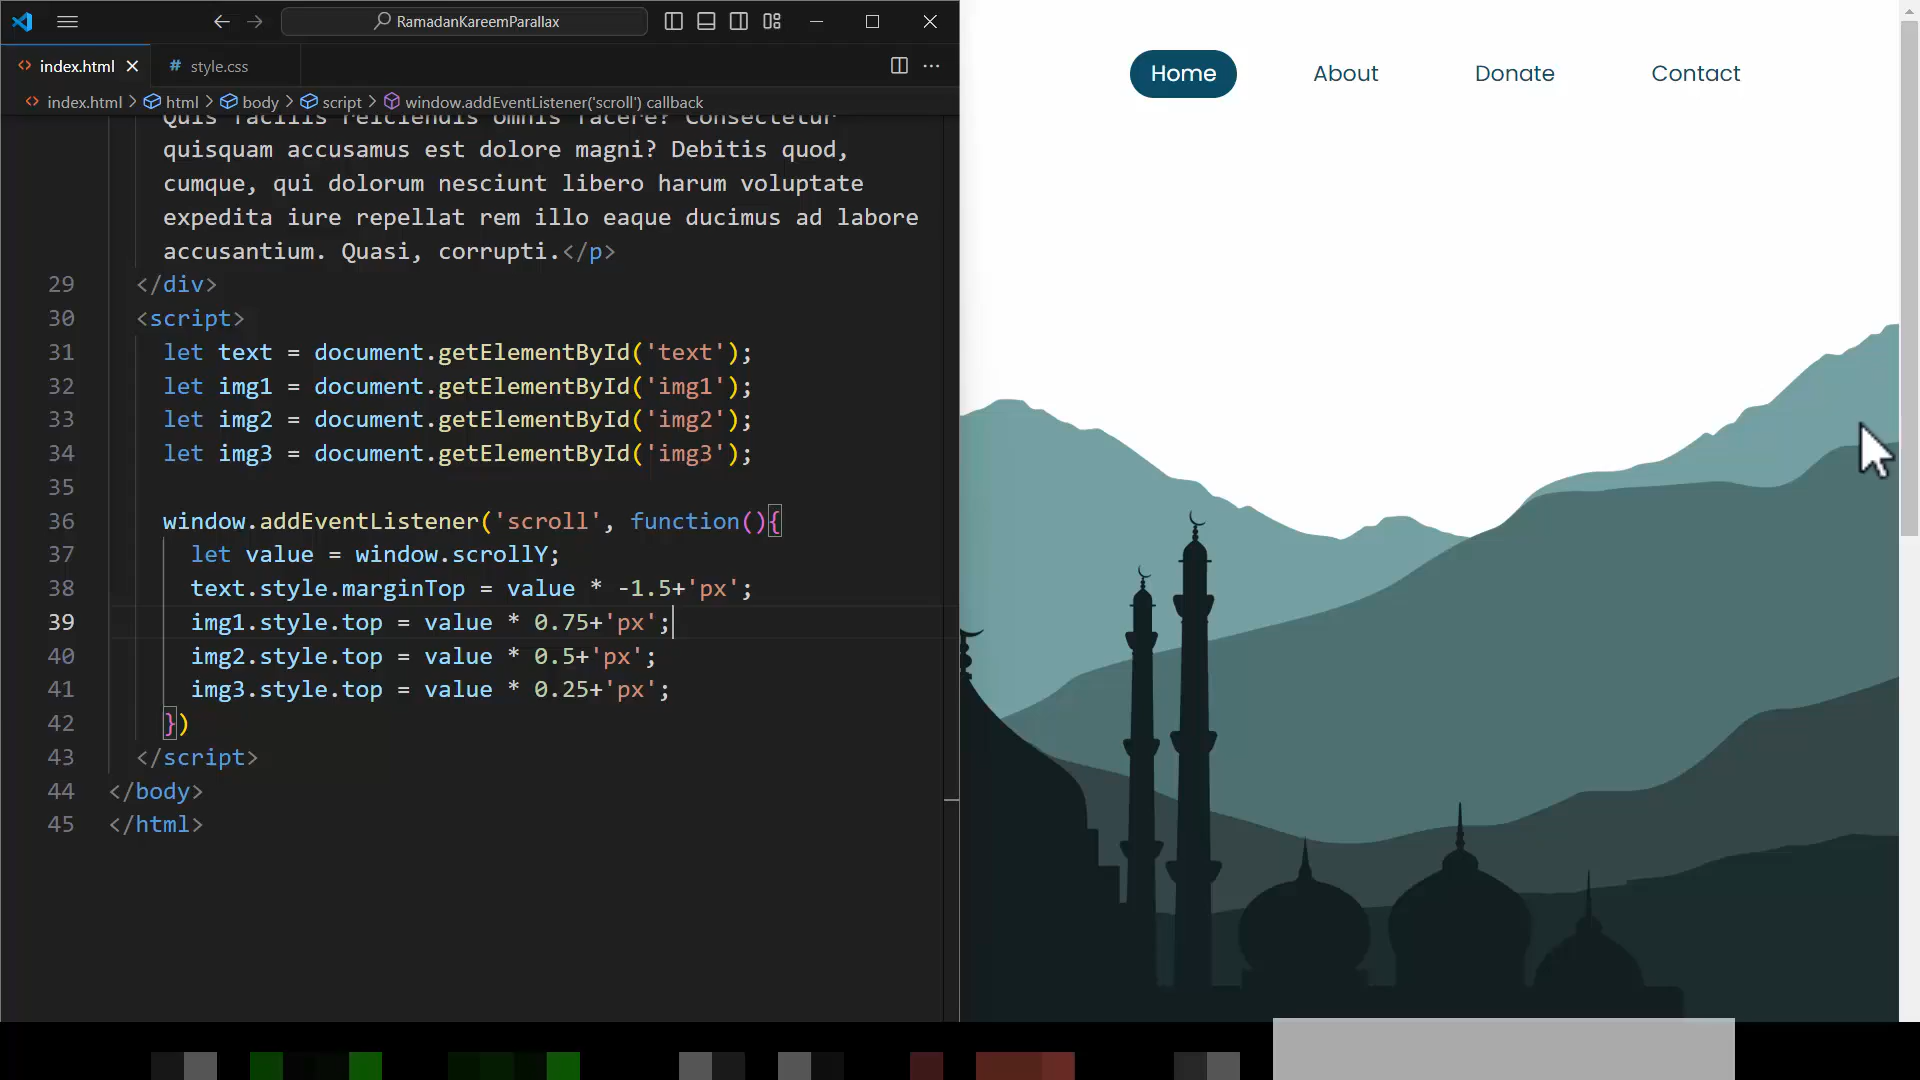 RamadanKareemParallax
index.html
# style.css
index.html > html > body > script > window.addEventListener('scroll') callback
Quis facilis reiciendis omnis facere? Consectetur
quisquam accusamus est dolore magni? Debitis quod,
cumque, qui dolorum nesciunt libero harum voluptate
expedita iure repellat rem illo eaque ducimus ad labore
accusantium. Quasi, corrupti.</p>
29 </div>
30 <script>
31 let text = document.getElementById('text');
32 let img1 = document.getElementById('img1');
33 let img2 = document.getElementById('img2');
34 let img3 = document.getElementById('img3');
35
36 window.addEventListener('scroll', function(){
37 let value = window.scrollY;
38 text.style.marginTop = value * -1.5+'px';
39 img1.style.top = value * 0.75+'px';
40 img2.style.top = value * 0.5+'px';
41 img3.style.top = value * 0.25+'px';
42 })
43 </script>
44 </body>
45 </html>
Home About Donate Contact